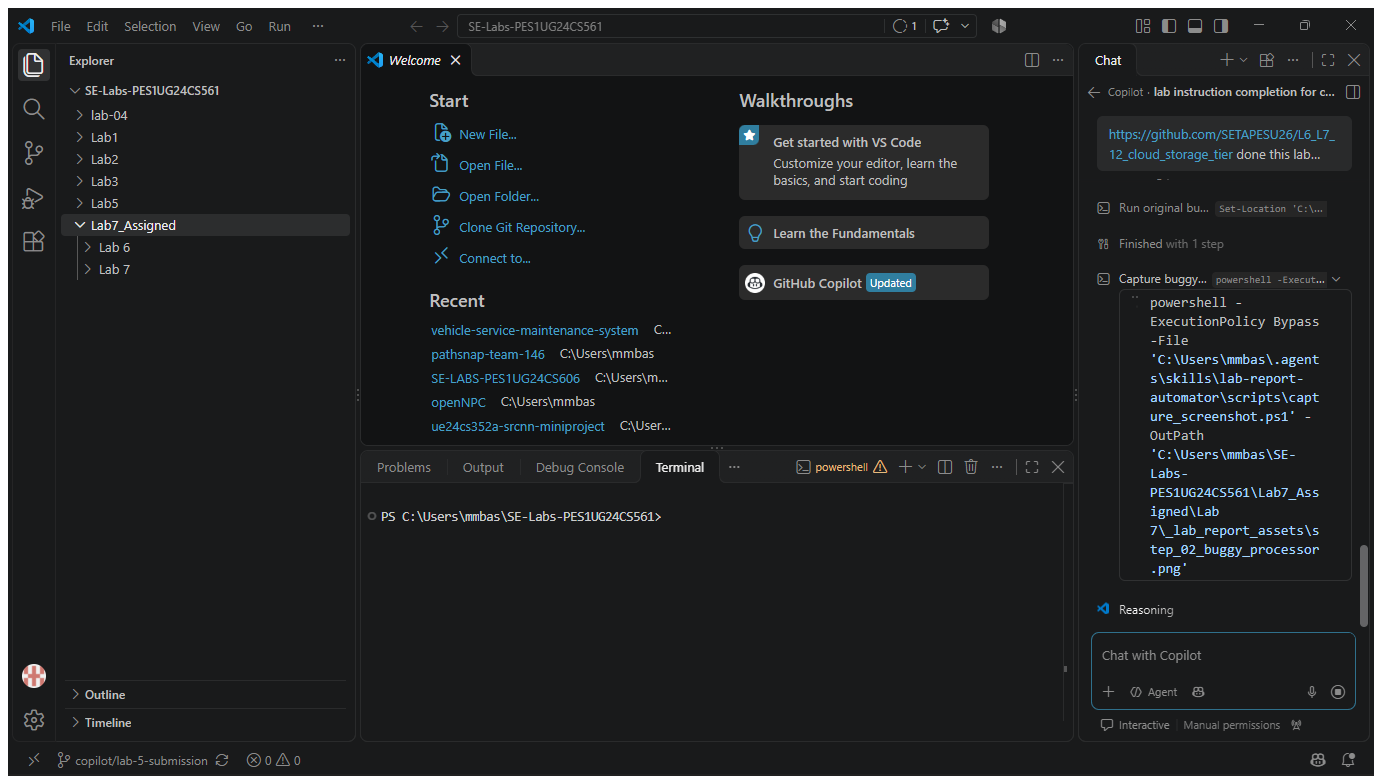 File Edit Selection View Go Run ···
SE-Labs-PES1UG24CS561
1
Explorer
SE-Labs-PES1UG24CS561
lab-04
Lab1
Lab2
Lab3
Lab5
Lab7_Assigned
Lab 6
Lab 7
Outline
Timeline
Welcome
Start
New File...
Open File...
Open Folder...
Clone Git Repository...
Connect to...
Recent
vehicle-service-maintenance-system C...
pathsnap-team-146 C:\Users\mmbas
SE-LABS-PES1UG24CS606 C:\Users\m...
openNPC C:\Users\mmbas
ue24cs352a-srcnn-miniproject C:\User...
Walkthroughs
Get started with VS Code
Customize your editor, learn the
basics, and start coding
Learn the Fundamentals
GitHub Copilot Updated
Problems Output Debug Console Terminal ···
powershell
PS C:\Users\mmbas\SE-Labs-PES1UG24CS561>
Chat
Copilot · lab instruction completion for c...
https://github.com/SETAPESU26/L6_L7_
12_cloud_storage_tier done this lab...
Run original bu... Set-Location 'C:\...
Finished with 1 step
Capture buggy... powershell -Execut...
powershell -
ExecutionPolicy Bypass
-File
'C:\Users\mmbas\.agent
s\skills\lab-report-
automator\scripts\capt
ure_screenshot.ps1' -
OutPath
'C:\Users\mmbas\SE-
Labs-
PES1UG24CS561\Lab7_Ass
igned\Lab
7\_lab_report_assets\s
tep_02_buggy_processor
.png'
Reasoning
Chat with Copilot
Agent
Interactive Manual permissions
copilot/lab-5-submission 0 0